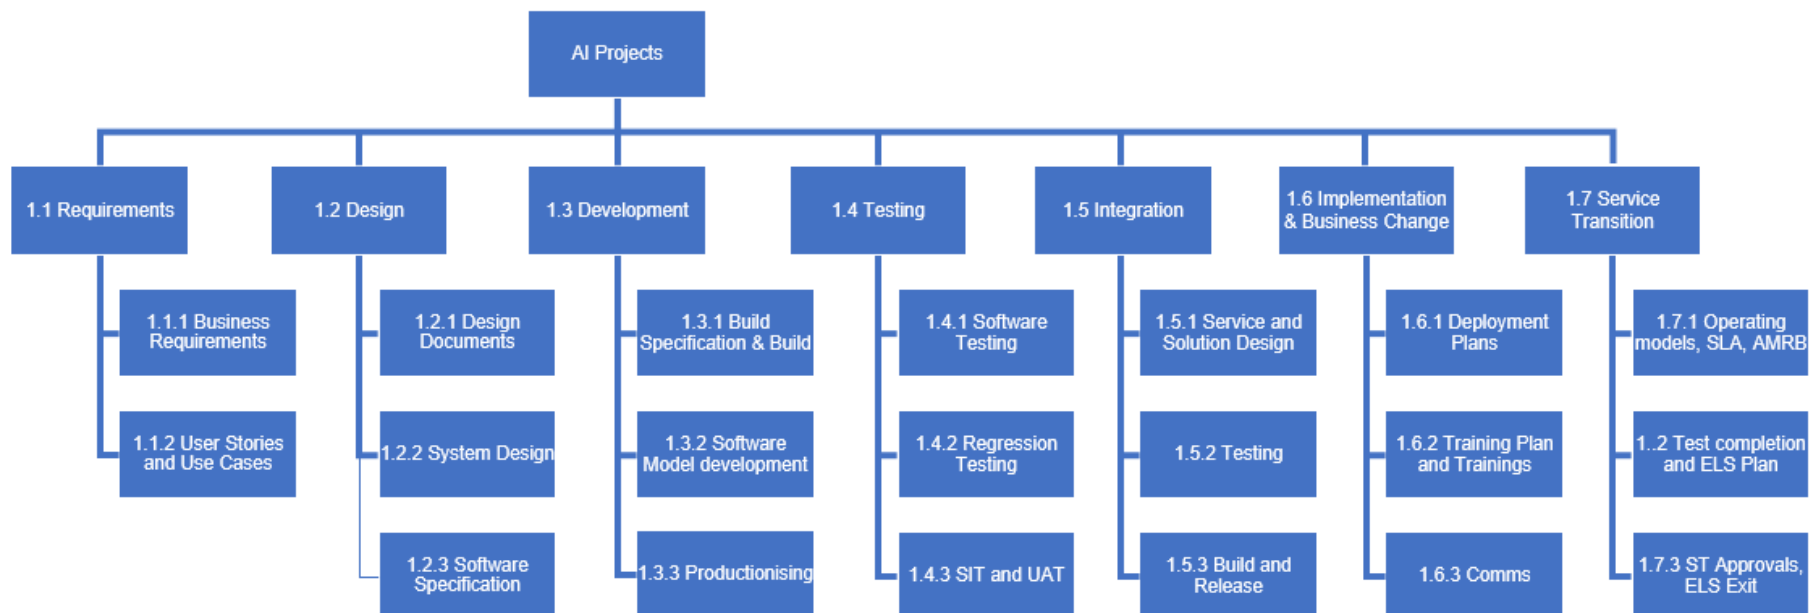 AI Projects
1.1 Requirements
1.2 Design
1.3 Development
1.4 Testing
1.5 Integration
1.6 Implementation
& Business Change
1.7 Service
Transition
1.1.1 Business
Requirements
1.1.2 User Stories
and Use Cases
1.2.1 Design
Documents
1.2.2 System Design
1.2.3 Software
Specification
1.3.1 Build
Specification & Build
1.3.2 Software
Model development
1.3.3 Productionising
1.4.1 Software
Testing
1.4.2 Regression
Testing
1.4.3 SIT and UAT
1.5.1 Service and
Solution Design
1.5.2 Testing
1.5.3 Build and
Release
1.6.1 Deployment
Plans
1.6.2 Training Plan
and Trainings
1.6.3 Comms
1.7.1 Operating
models, SLA, AMRB
1..2 Test completion
and ELS Plan
1.7.3 ST Approvals,
ELS Exit